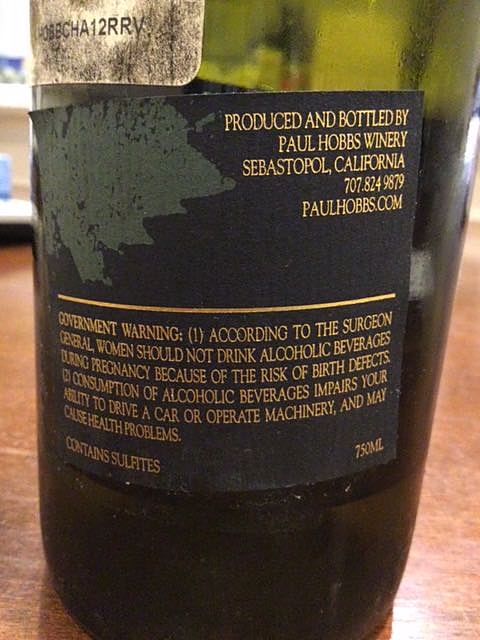 OBBCHA12RRV
PRODUCED AND BOTTLED BY
PAUL HOBBS WINERY
SEBASTOPOL, CALIFORNIA
707.824 9879
PAULHOBBS.COM
GOVERNMENT WARNING: (1) ACCORDING TO THE SURGEON
GENERAL, WOMEN SHOULD NOT DRINK ALCOHOLIC BEVERAGES
DURING PREGNANCY BECAUSE OF THE RISK OF BIRTH DEFECTS.
(2) CONSUMPTION OF ALCOHOLIC BEVERAGES IMPAIRS YOUR
ABILITY TO DRIVE A CAR OR OPERATE MACHINERY, AND MAY
CAUSE HEALTH PROBLEMS.
CONTAINS SULFITES 750ML